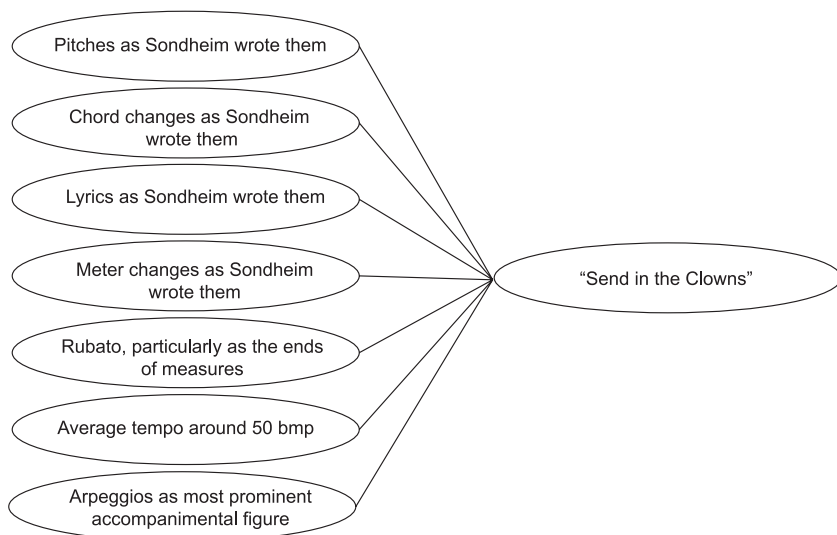 Pitches as Sondheim wrote them
Chord changes as Sondheim
wrote them
Lyrics as Sondheim wrote them
Meter changes as Sondheim
wrote them
Rubato, particularly as the ends
of measures
Average tempo around 50 bmp
Arpeggios as most prominent
accompanimental figure
“Send in the Clowns”